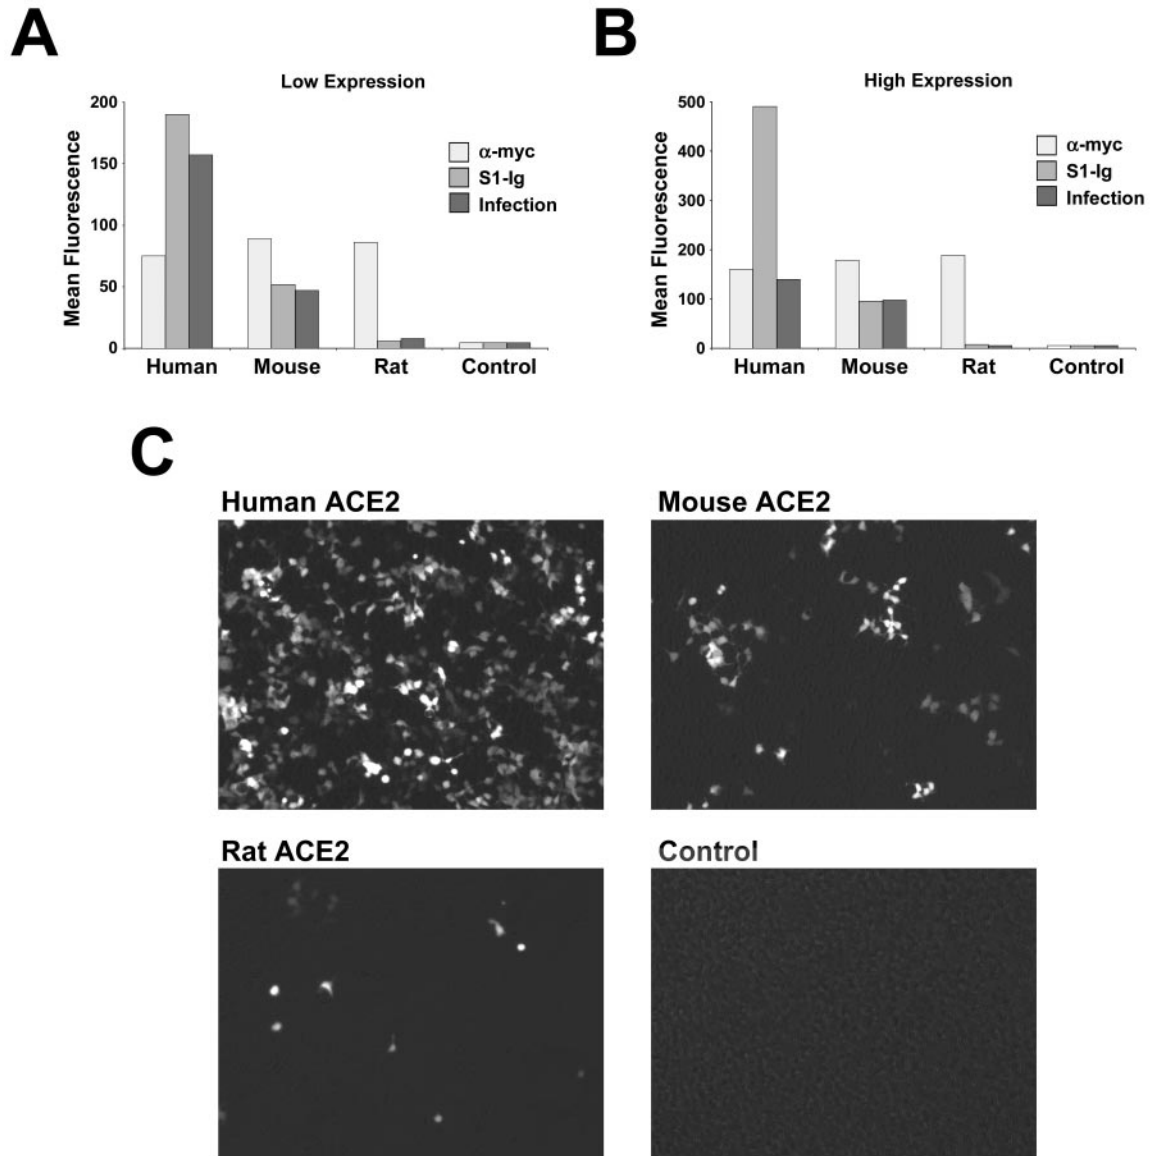 A
Low Expression
Mean Fluorescence
200
150
100
50
0
α-myc
S1-Ig
Infection
Human Mouse Rat Control
B
High Expression
Mean Fluorescence
500
400
300
200
100
0
α-myc
S1-Ig
Infection
Human Mouse Rat Control
C
Human ACE2
Mouse ACE2
Rat ACE2
Control